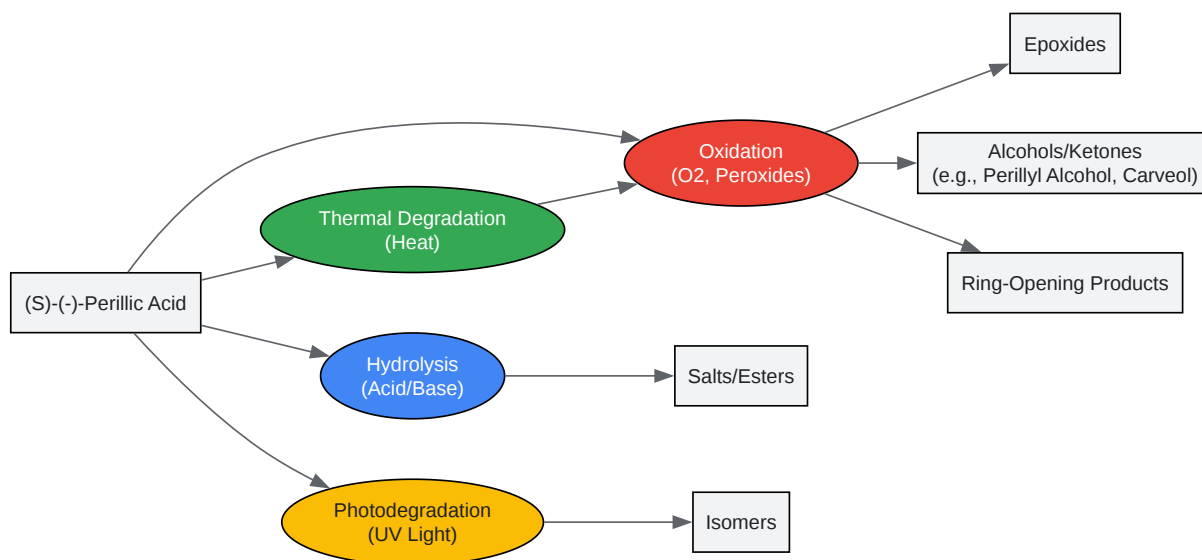 Epoxides
Oxidation
(O2, Peroxides)
Alcohols/Ketones
(e.g., Perillyl Alcohol, Carveol)
Thermal Degradation
(Heat)
Ring-Opening Products
(S)-(-)-Perillic Acid
Hydrolysis
(Acid/Base)
Salts/Esters
Photodegradation
(UV Light)
Isomers